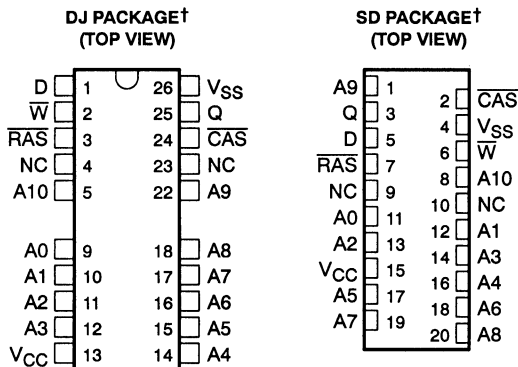 DJ PACKAGE†
(TOP VIEW)
D 1 26 VSS
W̅ 2 25 Q
R̅A̅S̅ 3 24 C̅A̅S̅
NC 4 23 NC
A10 5 22 A9
A0 9 18 A8
A1 10 17 A7
A2 11 16 A6
A3 12 15 A5
VCC 13 14 A4
SD PACKAGE†
(TOP VIEW)
A9 1
2 C̅A̅S̅
Q 3
4 VSS
D 5
6 W̅
R̅A̅S̅ 7
8 A10
NC 9
10 NC
A0 11
12 A1
A2 13
14 A3
VCC 15
16 A4
A5 17
18 A6
A7 19
20 A8